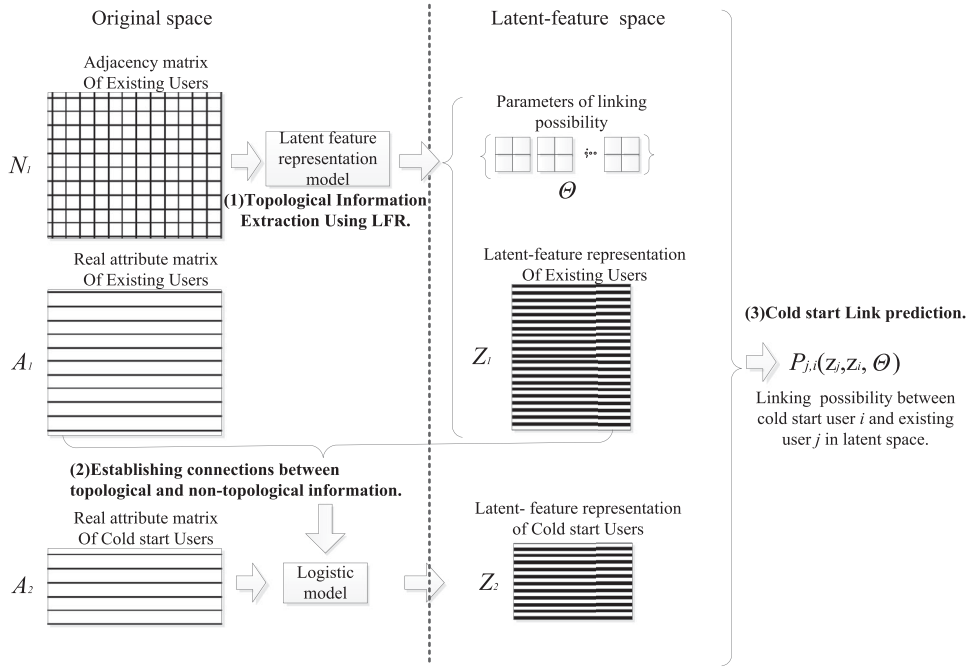 Original space
Latent-feature space
Adjacency matrix
Of Existing Users
N1
Latent feature
representation
model
(1)Topological Information
Extraction Using LFR.
Parameters of linking
possibility
{ ;•• }
Θ
Real attribute matrix
Of Existing Users
A1
Latent-feature representation
Of Existing Users
Z1
(2)Establishing connections between
topological and non-topological information.
Real attribute matrix
Of Cold start Users
A2
Logistic
model
Latent- feature representation
of Cold start Users
Z2
(3)Cold start Link prediction.
Pj,i(zj,zi, Θ)
Linking possibility between
cold start user i and existing
user j in latent space.